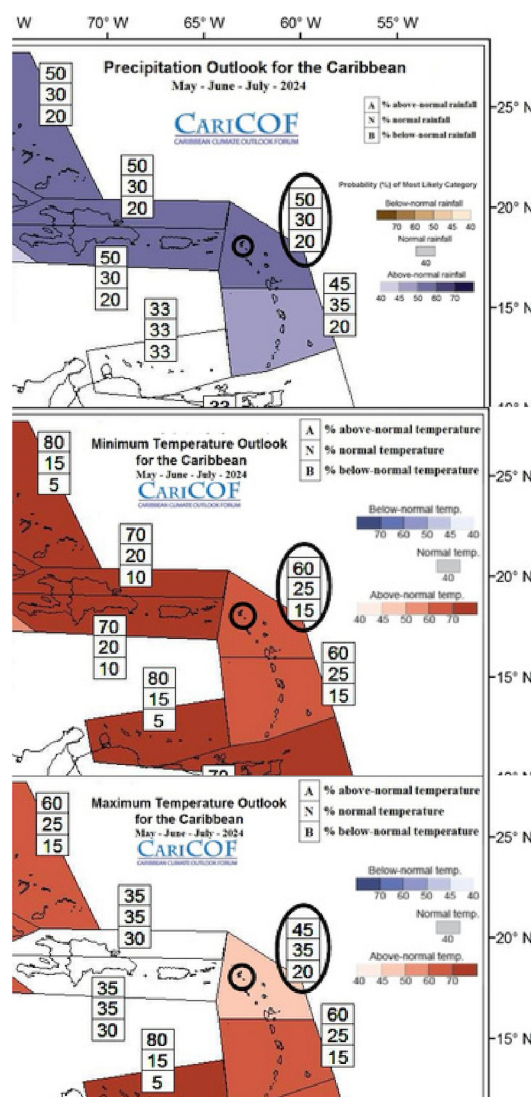 W 70° W 65° W 60° W 55° W
Precipitation Outlook for the Caribbean
May - June - July - 2024
CARICOF
CARIBBEAN CLIMATE OUTLOOK FORUM
A % above-normal rainfall
N % normal rainfall
B % below-normal rainfall
Probability (%) of Most Likely Category
Below-normal rainfall
70 60 50 45 40
Normal rainfall
40
Above-normal rainfall
40 45 50 60 70
25° N
20° N
15° N
50
30
20
50
30
20
50
30
20
50
30
20
45
35
20
33
33
33
33
10° N
Minimum Temperature Outlook
for the Caribbean
May - June - July - 2024
CARICOF
CARIBBEAN CLIMATE OUTLOOK FORUM
A % above-normal temperature
N % normal temperature
B % below-normal temperature
Below-normal temp.
70 60 50 45 40
Normal temp.
40
Above-normal temp.
40 45 50 60 70
25° N
20° N
15° N
80
15
5
70
20
10
60
25
15
70
20
10
60
25
15
80
15
5
70
Maximum Temperature Outlook
for the Caribbean
May - June - July - 2024
CARICOF
CARIBBEAN CLIMATE OUTLOOK FORUM
A % above-normal temperature
N % normal temperature
B % below-normal temperature
Below-normal temp.
70 60 50 45 40
Normal temp.
40
Above-normal temp.
40 45 50 60 70
25° N
20° N
15° N
60
25
15
35
35
30
45
35
20
35
35
30
60
25
15
80
15
5